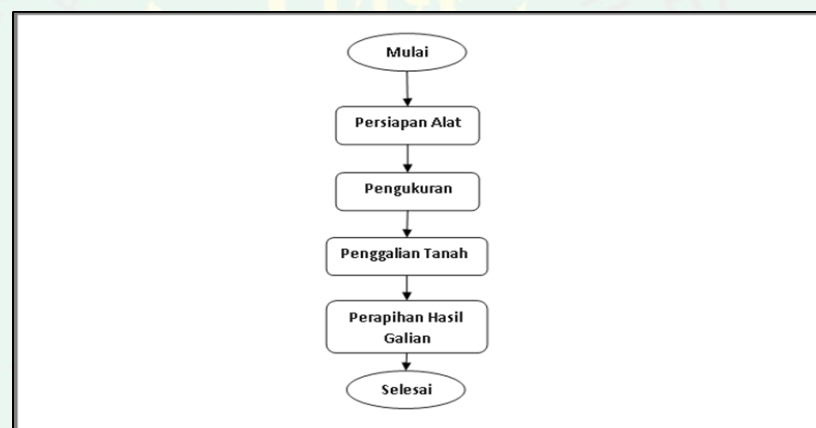 Mulai
Persiapan Alat
Pengukuran
Penggalian Tanah
Perapihan Hasil
Galian
Selesai